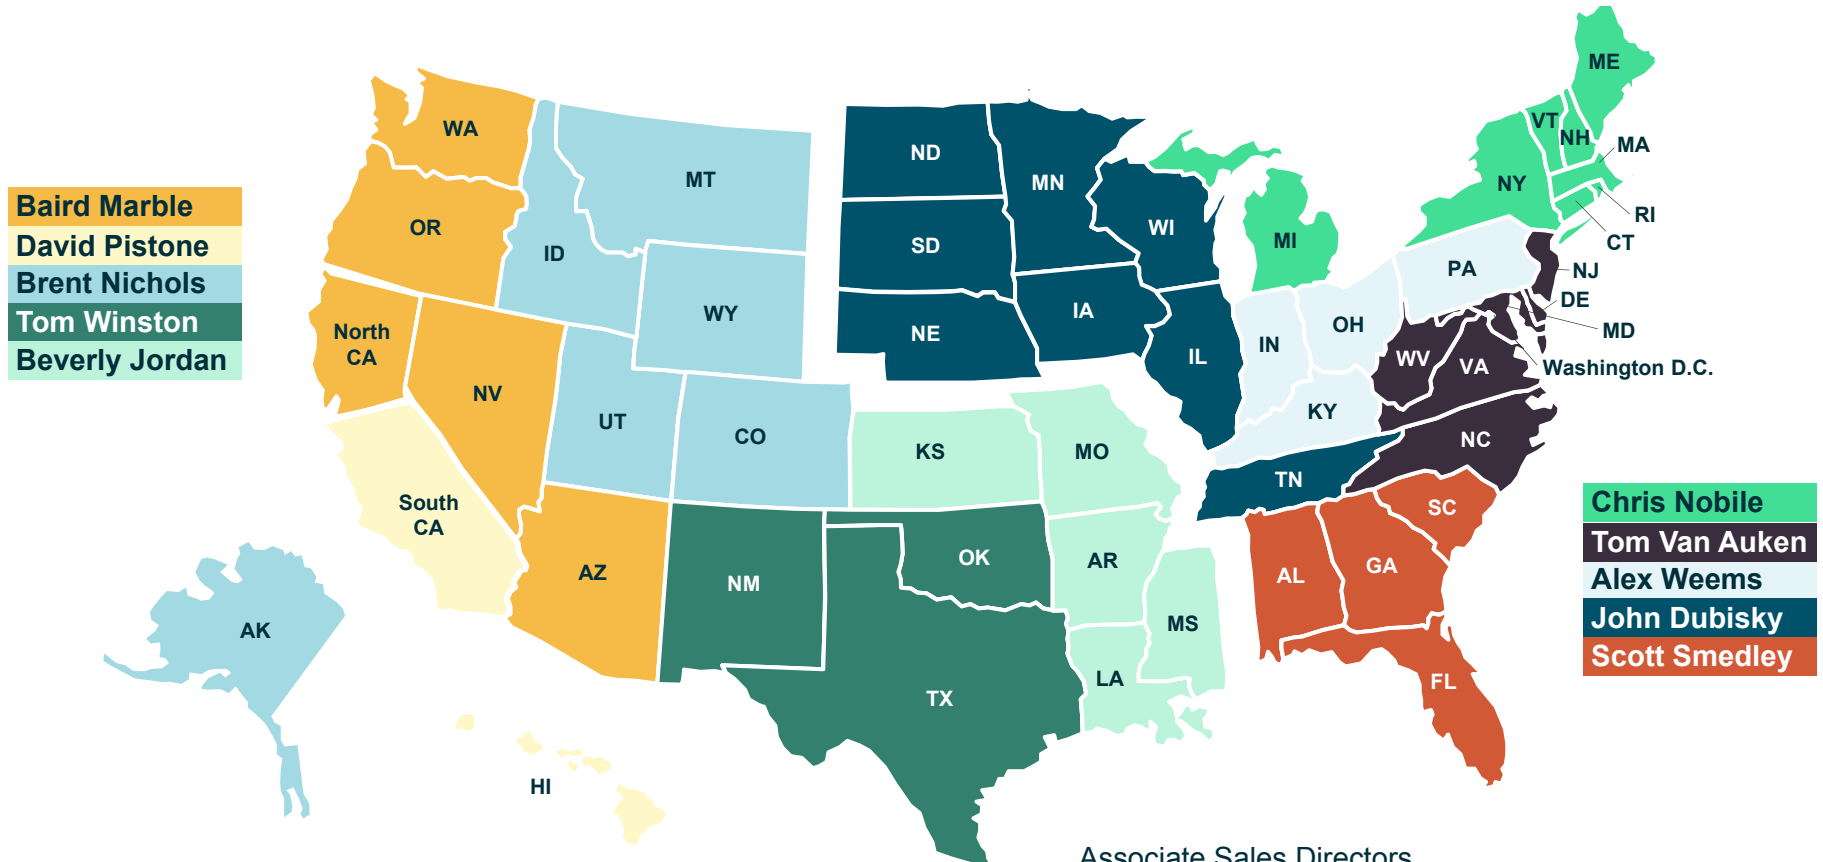 Baird Marble
David Pistone
Brent Nichols
Tom Winston
Beverly Jordan
WA
OR
North
CA
NV
South
CA
AZ
ID
MT
WY
UT
CO
AK
HI
ND
SD
NE
MN
IA
WI
IL
KS
MO
NM
OK
TX
AR
LA
MS
TN
MI
IN
OH
KY
PA
WV
VA
NC
SC
AL
GA
FL
ME
VT
NH
NY
MA
RI
CT
NJ
DE
MD
Washington D.C.
Chris Nobile
Tom Van Auken
Alex Weems
John Dubisky
Scott Smedley
Associate Sales Directors